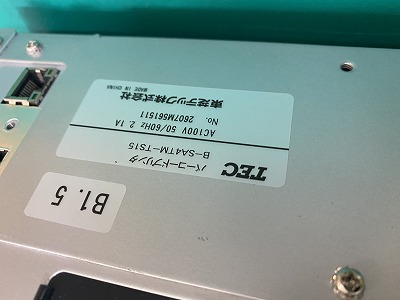 TEC
バーコードプリンタ
B-SA4TM-TS15
AC100V 50/60Hz 2.1A
No. 2607M561511
東芝テック株式会社
MADE IN CHINA
B1.5